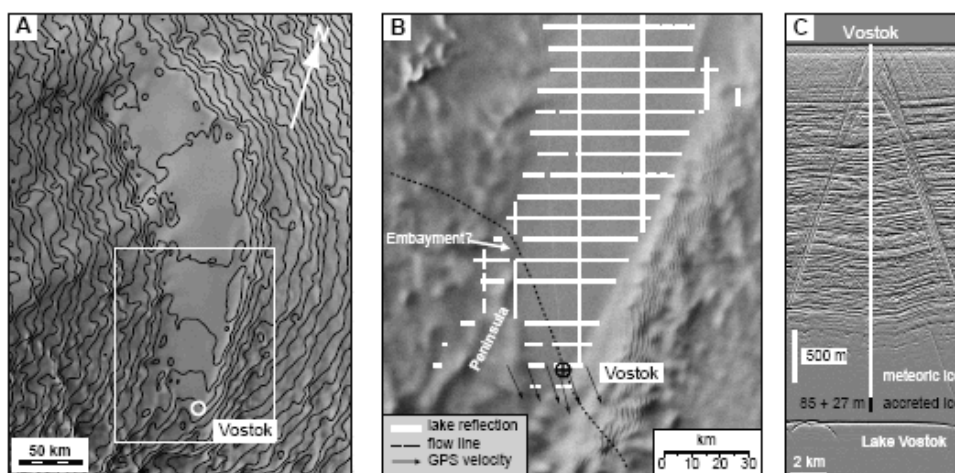 A
N
Vostok
50 km
B
Embayment?
Peninsula
Vostok
lake reflection
flow line
GPS velocity
km
0 10 20 30
C
Vostok
500 m
meteoric ic
85 + 27 m
accreted ic
Lake Vostok
2 km